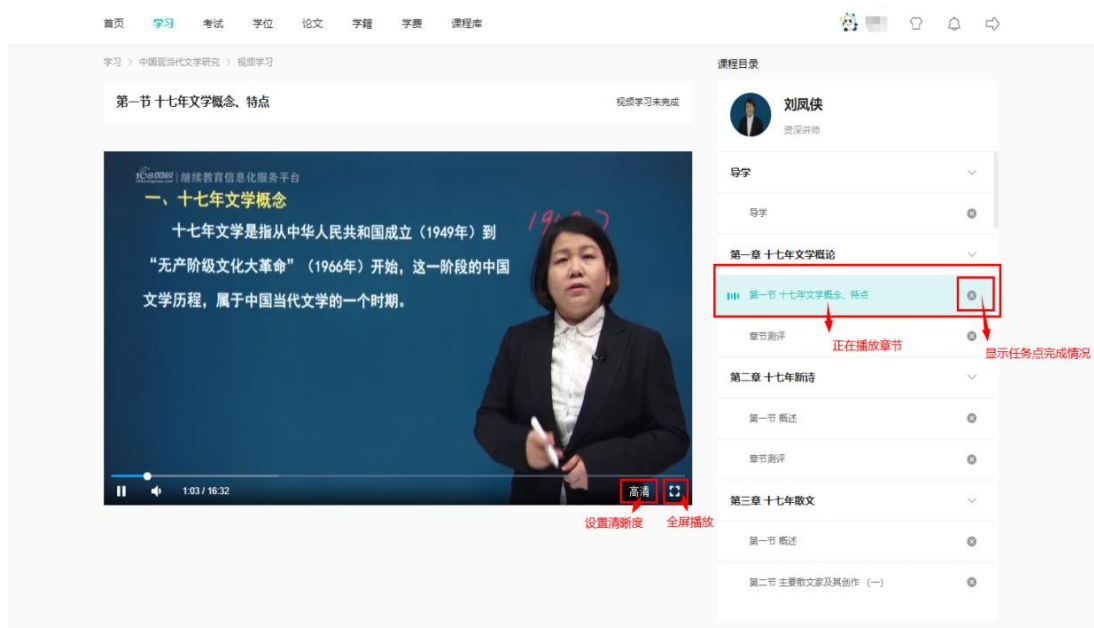 首页 学习 考试 学位 论文 学籍 学费 课程库
学习 > 中国现当代文学研究 > 视频学习
第一节 十七年文学概念、特点
视频学习未完成
继续教育信息化服务平台
一、十七年文学概念
十七年文学是指从中华人民共和国成立（1949年）到
“无产阶级文化大革命”（1966年）开始，这一阶段的中国
文学历程，属于中国当代文学的一个时期。
1:03 / 16:32
高清
设置清晰度
全屏播放
课程目录
刘凤侠
资深讲师
导学
导学
第一章 十七年文学概论
第一节 十七年文学概念、特点
正在播放章节
显示任务点完成情况
章节测评
第二章 十七年新诗
第一节 概述
章节测评
第三章 十七年散文
第一节 概述
第二节 主要散文家及其创作 （一）